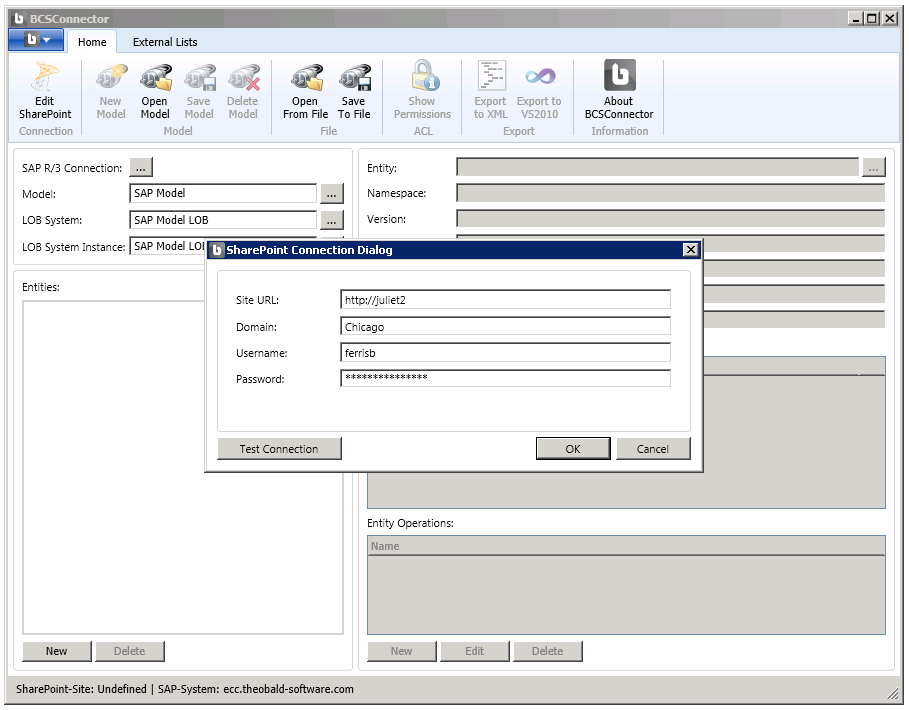 BCSConnector
Home External Lists
Edit SharePoint
New Model
Open Model
Save Model
Delete Model
Open From File
Save To File
Show Permissions
Export to XML
Export to VS2010
About BCSConnector
Connection Model File ACL Export Information
SAP R/3 Connection: ...
Model: SAP Model ...
LOB System: SAP Model LOB ...
LOB System Instance: SAP Model LO
Entities:
New Delete
Entity: ...
Namespace:
Version:
SharePoint Connection Dialog
Site URL: http://juliet2
Domain: Chicago
Username: ferrisb
Password: ***************
Test Connection OK Cancel
Entity Operations:
Name
New Edit Delete
SharePoint-Site: Undefined | SAP-System: ecc.theobald-software.com